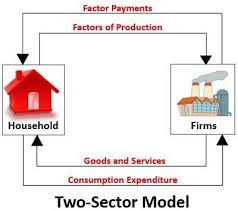 Factor Payments
Factors of Production
Household
Firms
Goods and Services
Consumption Expenditure
Two-Sector Model